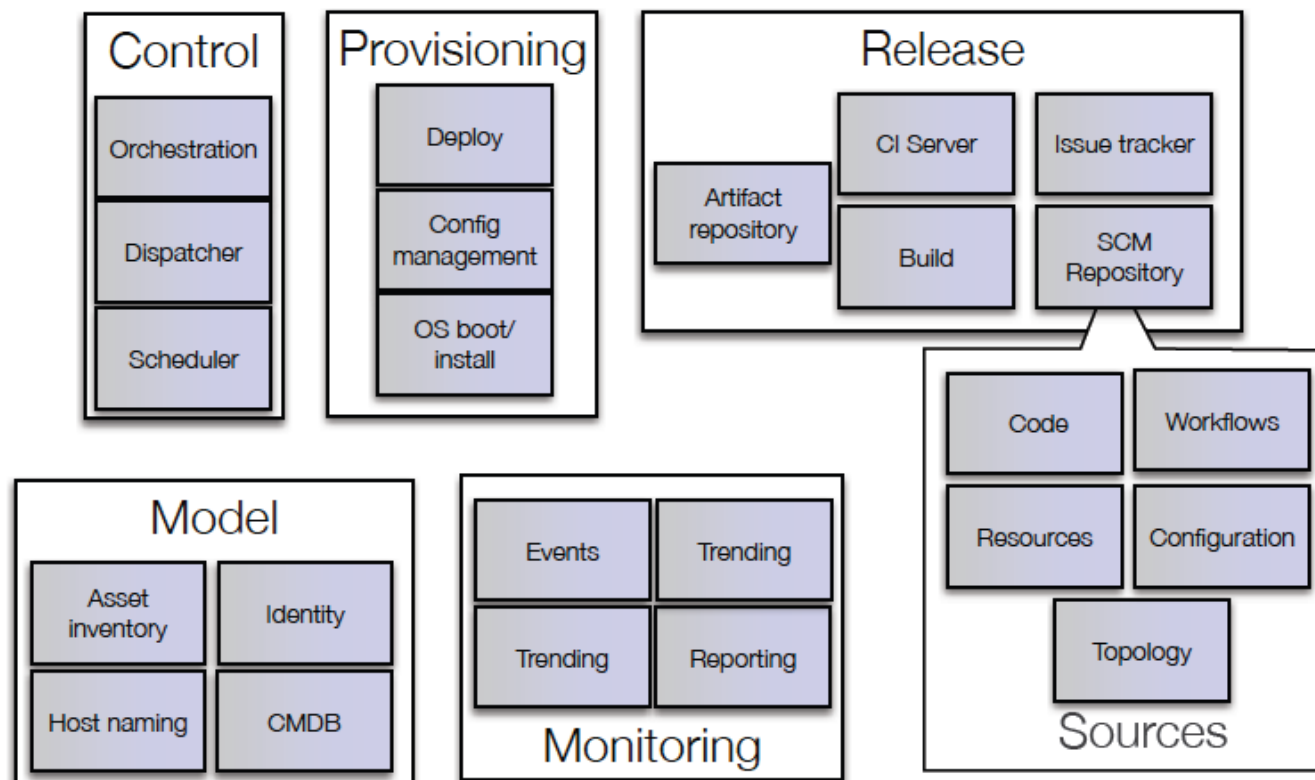 Control
Orchestration
Dispatcher
Scheduler
Provisioning
Deploy
Config
management
OS boot/
install
Release
Artifact
repository
CI Server
Build
Issue tracker
SCM
Repository
Code
Workflows
Resources
Configuration
Topology
Sources
Model
Asset
inventory
Identity
Host naming
CMDB
Events
Trending
Trending
Reporting
Monitoring